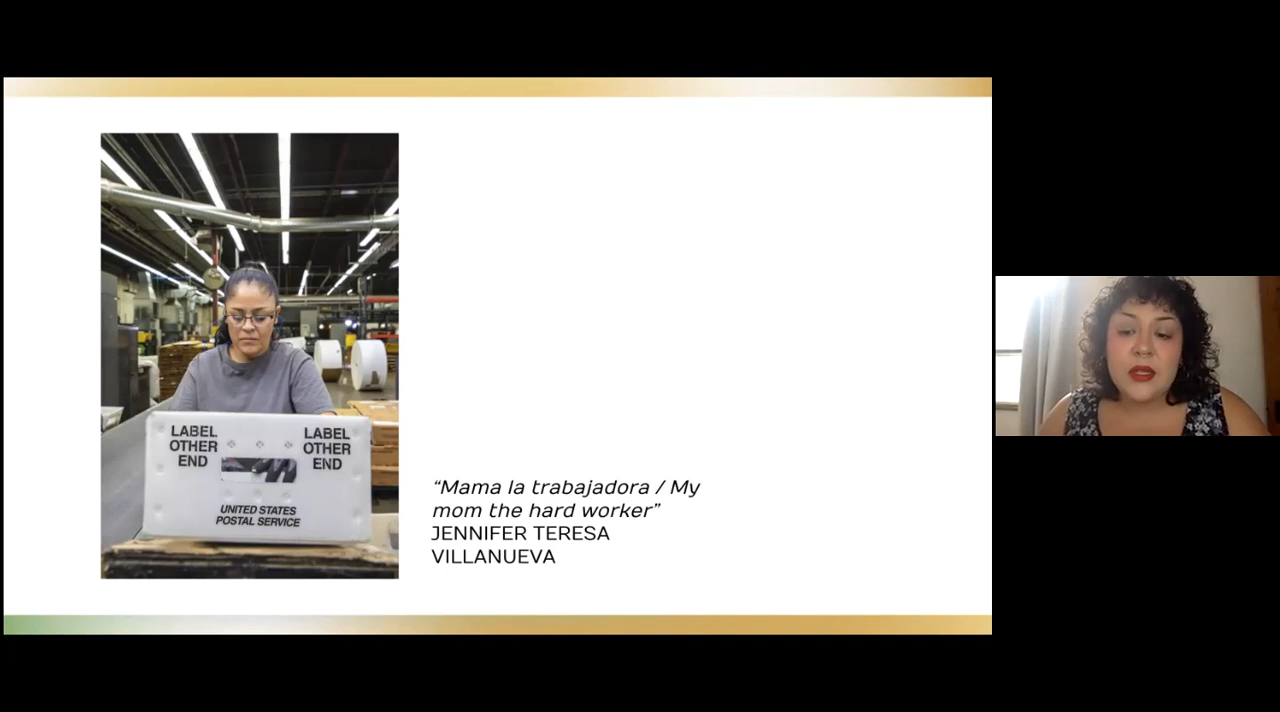 LABEL OTHER END
LABEL OTHER END
UNITED STATES
POSTAL SERVICE
“Mama la trabajadora / My
mom the hard worker”
JENNIFER TERESA
VILLANUEVA